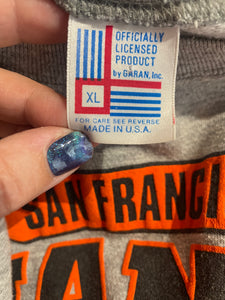 OFFICIALLY
LICENSED
PRODUCT
by GARAN, Inc.
XL
FOR CARE SEE REVERSE
MADE IN U.S.A.
SAN FRANCI